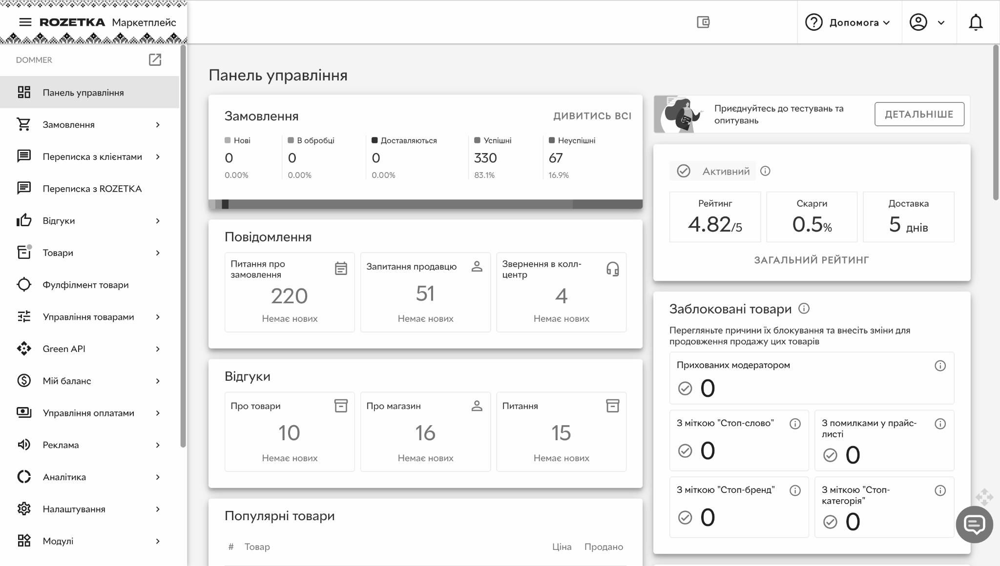 ROZETKA Маркетплейс
Допомога
DOMMER
Панель управління
Замовлення
Переписка з клієнтами
Переписка з ROZETKA
Відгуки
Товари
Фулфілмент товари
Управління товарами
Green API
Мій баланс
Управління оплатами
Реклама
Аналітика
Налаштування
Модулі
Панель управління
Замовлення
ДИВИТИСЬ ВСІ
Нові
0
0.00%
В обробці
0
0.00%
Доставляються
0
0.00%
Успішні
330
83.1%
Неуспішні
67
16.9%
Повідомлення
Питання про
замовлення
220
Немає нових
Запитання продавцю
51
Немає нових
Звернення в колл-
центр
4
Немає нових
Відгуки
Про товари
10
Немає нових
Про магазин
16
Немає нових
Питання
15
Немає нових
Популярні товари
# Товар Ціна Продано
Приєднуйтесь до тестувань та
опитувань
ДЕТАЛЬНІШЕ
Активний
Рейтинг
4.82/5
Скарги
0.5%
Доставка
5 днів
ЗАГАЛЬНИЙ РЕЙТИНГ
Заблоковані товари
Перегляньте причини їх блокування та внесіть зміни для
продовження продажу цих товарів
Прихованих модератором
0
З міткою "Стоп-слово"
0
З помилками у прайс-
листі
0
З міткою "Стоп-бренд"
0
З міткою "Стоп-
категорія"
0